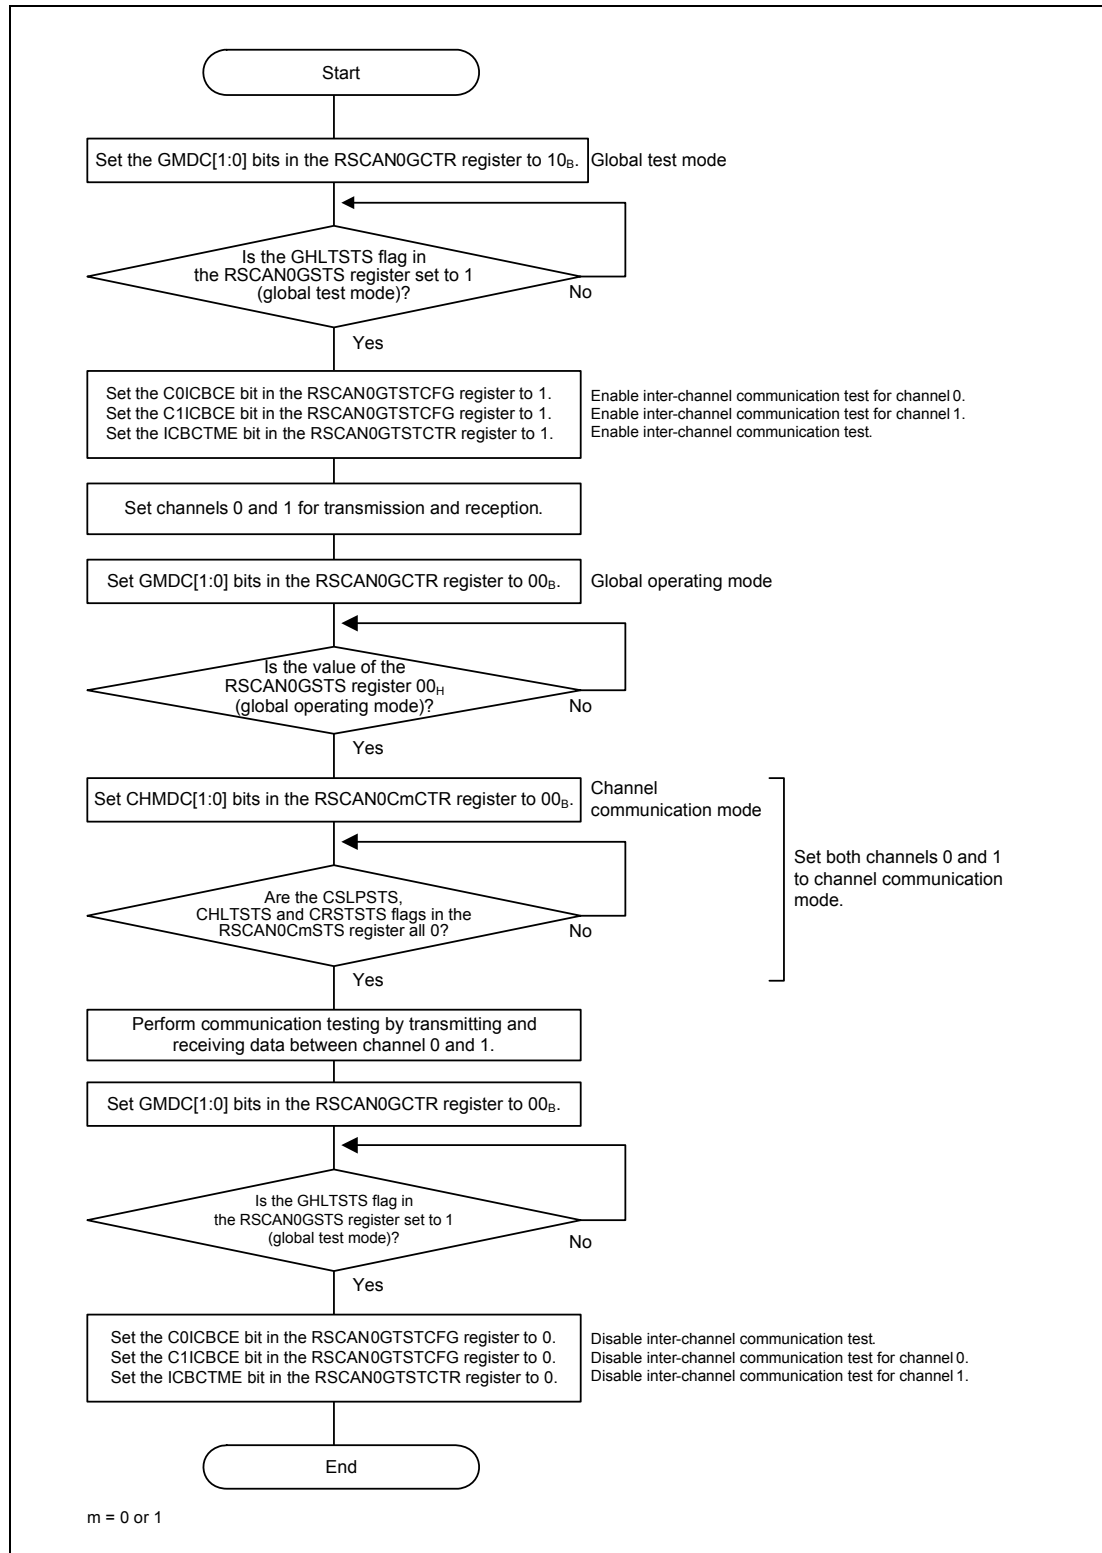 Start
Set the GMDC[1:0] bits in the RSCAN0GCTR register to 10B. Global test mode
Is the GHLTSTS flag in
the RSCAN0GSTS register set to 1
(global test mode)?
No
Yes
Set the C0ICBCE bit in the RSCAN0GTSTCFG register to 1. Enable inter-channel communication test for channel 0.
Set the C1ICBCE bit in the RSCAN0GTSTCFG register to 1. Enable inter-channel communication test for channel 1.
Set the ICBCTME bit in the RSCAN0GTSTCTR register to 1. Enable inter-channel communication test.
Set channels 0 and 1 for transmission and reception.
Set GMDC[1:0] bits in the RSCAN0GCTR register to 00B. Global operating mode
Is the value of the
RSCAN0GSTS register 00H
(global operating mode)?
No
Yes
Set CHMDC[1:0] bits in the RSCAN0CmCTR register to 00B.
Channel
communication mode
Are the CSLPSTS,
CHLTSTS and CRSTSTS flags in the
RSCAN0CmSTS register all 0?
No
Yes
Set both channels 0 and 1
to channel communication
mode.
Perform communication testing by transmitting and
receiving data between channel 0 and 1.
Set GMDC[1:0] bits in the RSCAN0GCTR register to 00B.
Is the GHLTSTS flag in
the RSCAN0GSTS register set to 1
(global test mode)?
No
Yes
Set the C0ICBCE bit in the RSCAN0GTSTCFG register to 0. Disable inter-channel communication test.
Set the C1ICBCE bit in the RSCAN0GTSTCFG register to 0. Disable inter-channel communication test for channel 0.
Set the ICBCTME bit in the RSCAN0GTSTCTR register to 0. Disable inter-channel communication test for channel 1.
End
m = 0 or 1